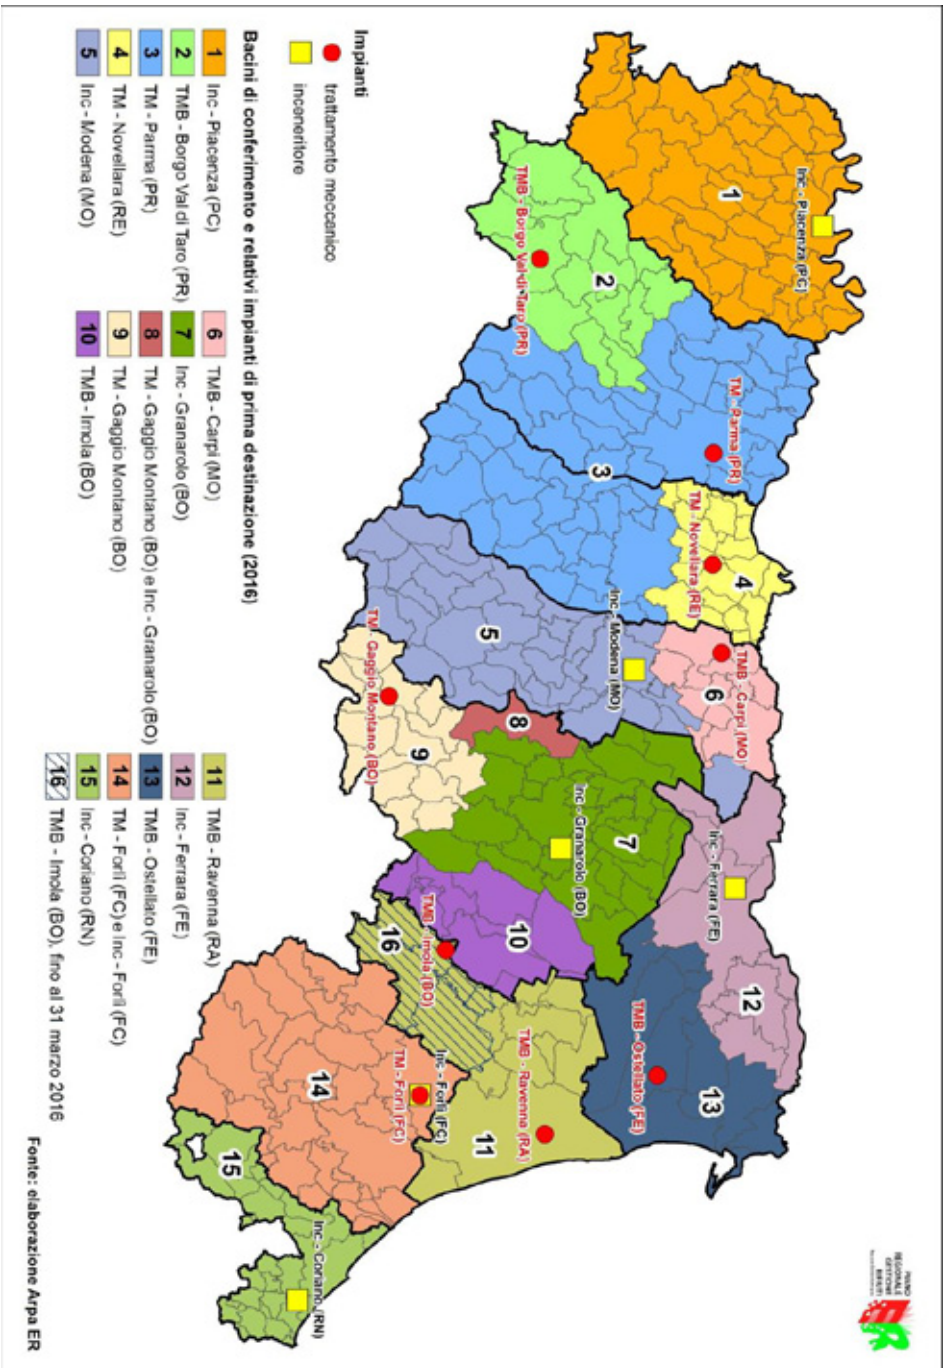 PIANO
REGIONALE
GESTIONE
RIFIUTI
ER
Inc - Piacenza (PC)
1
TMB - Borgo Val di Taro (PR)
2
TM - Parma (PR)
3
TM - Novellara (RE)
4
Inc - Modena (MO)
5
TMB - Carpi (MO)
6
Inc - Granarolo (BO)
7
8
TM - Gaggio Montano (BO)
9
TMB - Imola (BO)
10
TMB - Ravenna (RA)
11
Inc - Ferrara (FE)
12
TMB - Ostellato (FE)
13
Inc - Forlì (FC)
TM - Forlì (FC)
14
Inc - Coriano (RN)
15
16
Impianti
trattamento meccanico
inceneritore
Bacini di conferimento e relativi impianti di prima destinazione (2016)
1 Inc - Piacenza (PC)
2 TMB - Borgo Val di Taro (PR)
3 TM - Parma (PR)
4 TM - Novellara (RE)
5 Inc - Modena (MO)
6 TMB - Carpi (MO)
7 Inc - Granarolo (BO)
8 TM - Gaggio Montano (BO) e Inc - Granarolo (BO)
9 TM - Gaggio Montano (BO)
10 TMB - Imola (BO)
11 TMB - Ravenna (RA)
12 Inc - Ferrara (FE)
13 TMB - Ostellato (FE)
14 TM - Forlì (FC) e Inc - Forlì (FC)
15 Inc - Coriano (RN)
16 TMB - Imola (BO), fino al 31 marzo 2016
Fonte: elaborazione Arpa ER